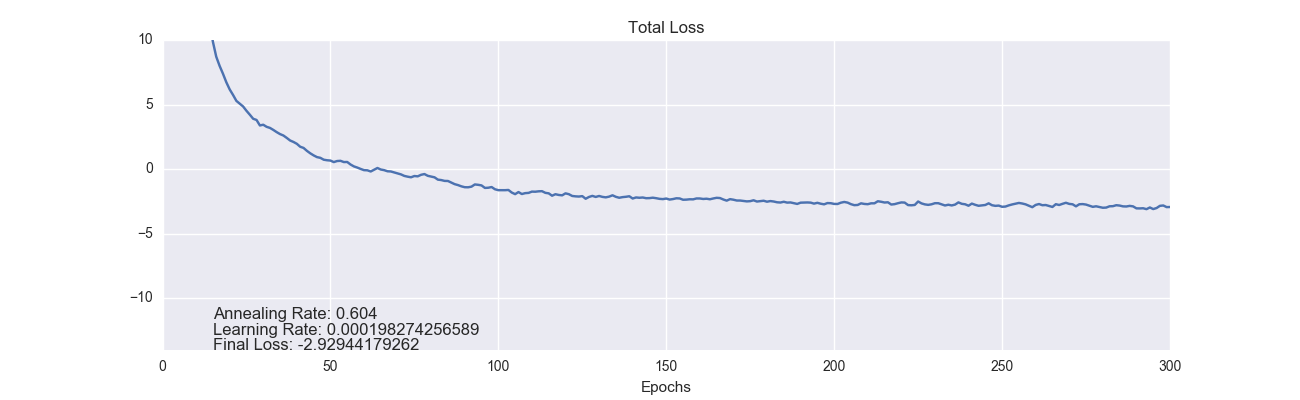 Total Loss
10
5
0
−5
−10
Annealing Rate: 0.604
Learning Rate: 0.000198274256589
Final Loss: -2.92944179262
0 50 100 150 200 250 300
Epochs